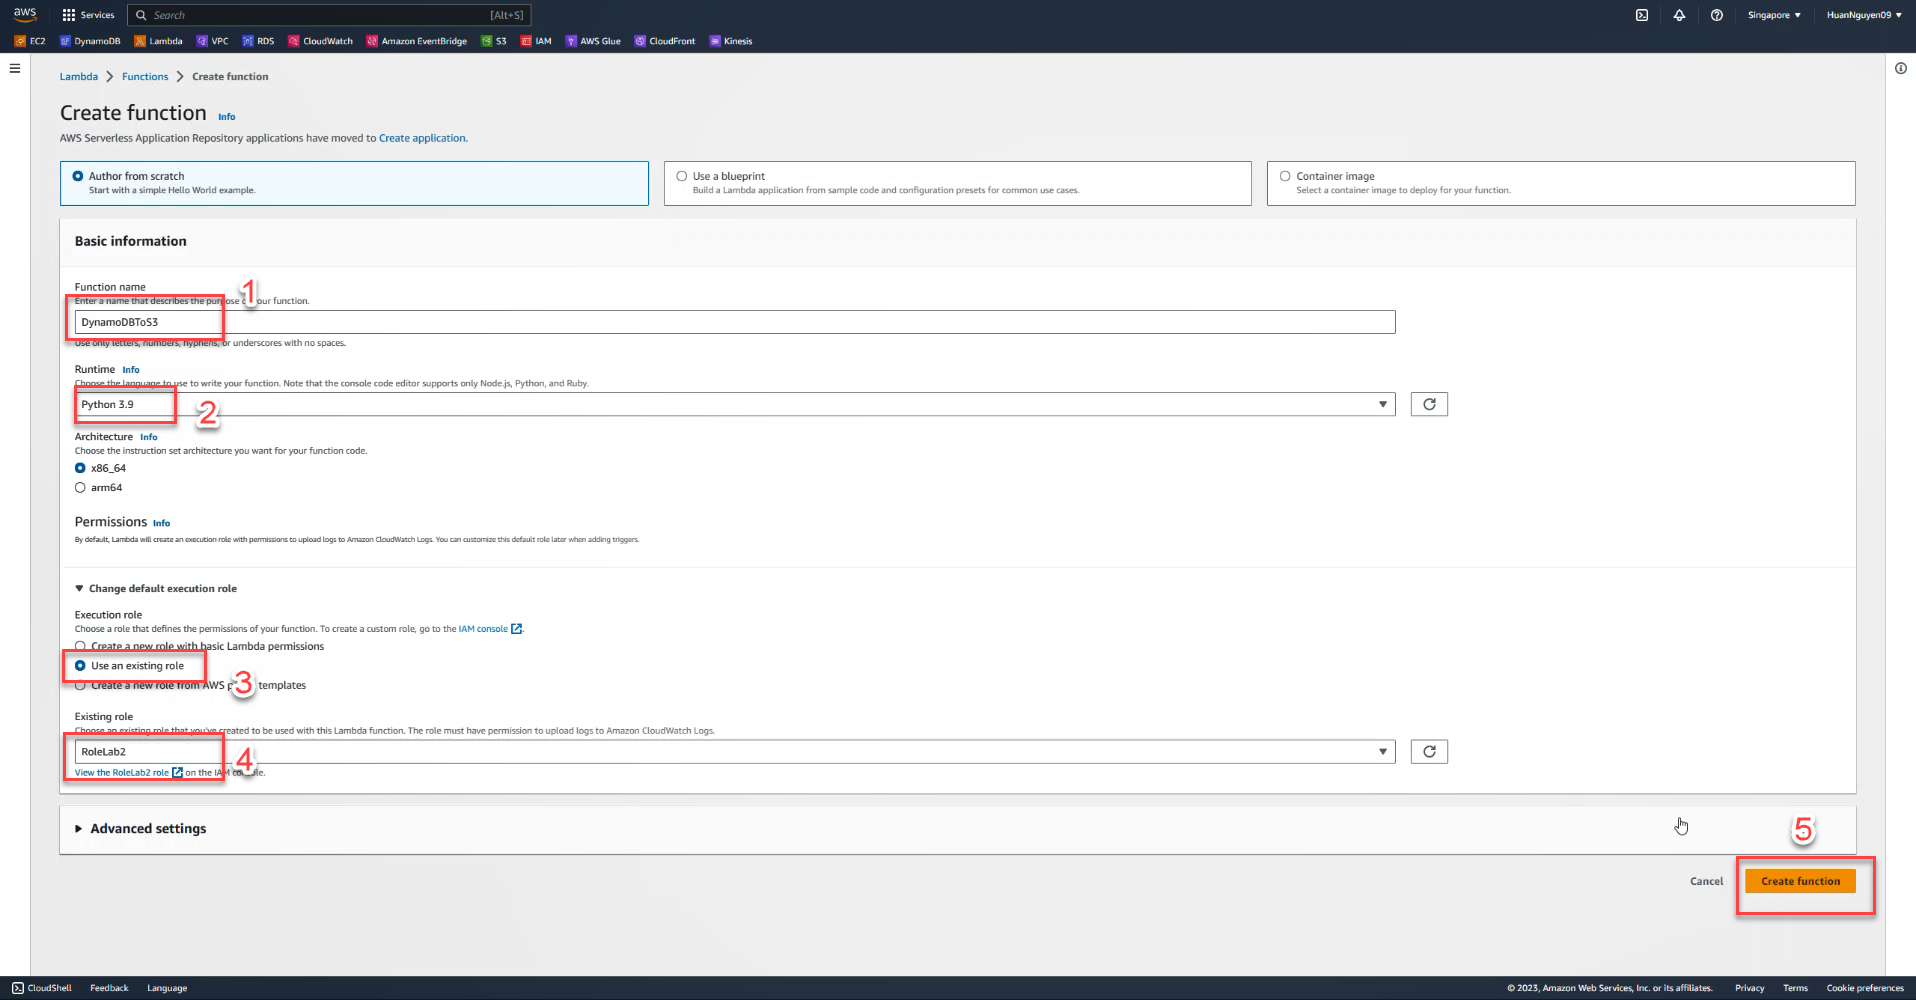 aws Services Search [Alt+S] Singapore HuanNguyen09
EC2 DynamoDB Lambda VPC RDS CloudWatch Amazon EventBridge S3 IAM AWS Glue CloudFront Kinesis
Lambda Functions Create function
Create function Info
AWS Serverless Application Repository applications have moved to Create application.
Author from scratch
Start with a simple Hello World example.
Use a blueprint
Build a Lambda application from sample code and configuration presets for common use cases.
Container image
Select a container image to deploy for your function.
Basic information
Function name
1
Enter a name that describes the purpose your function.
DynamoDBToS3
Use only letters, numbers, hyphens, or underscores with no spaces.
Runtime Info
Choose the language to use to write your function. Note that the console code editor supports only Node.js, Python, and Ruby.
Python 3.9
2
Architecture Info
Choose the instruction set architecture you want for your function code.
x86_64
arm64
Permissions Info
By default, Lambda will create an execution role with permissions to upload logs to Amazon CloudWatch Logs. You can customize this default role later when adding triggers.
Change default execution role
Execution role
Choose a role that defines the permissions of your function. To create a custom role, go to the IAM console.
Create a new role with basic Lambda permissions
Use an existing role
3
Create a new role from AWS templates
Existing role
Choose an existing role that you've created to be used with this Lambda function. The role must have permission to upload logs to Amazon CloudWatch Logs.
RoleLab2
4
View the RoleLab2 role on the IAM console.
Advanced settings
5
Cancel Create function
CloudShell Feedback Language © 2023, Amazon Web Services, Inc. or its affiliates. Privacy Terms Cookie preferences